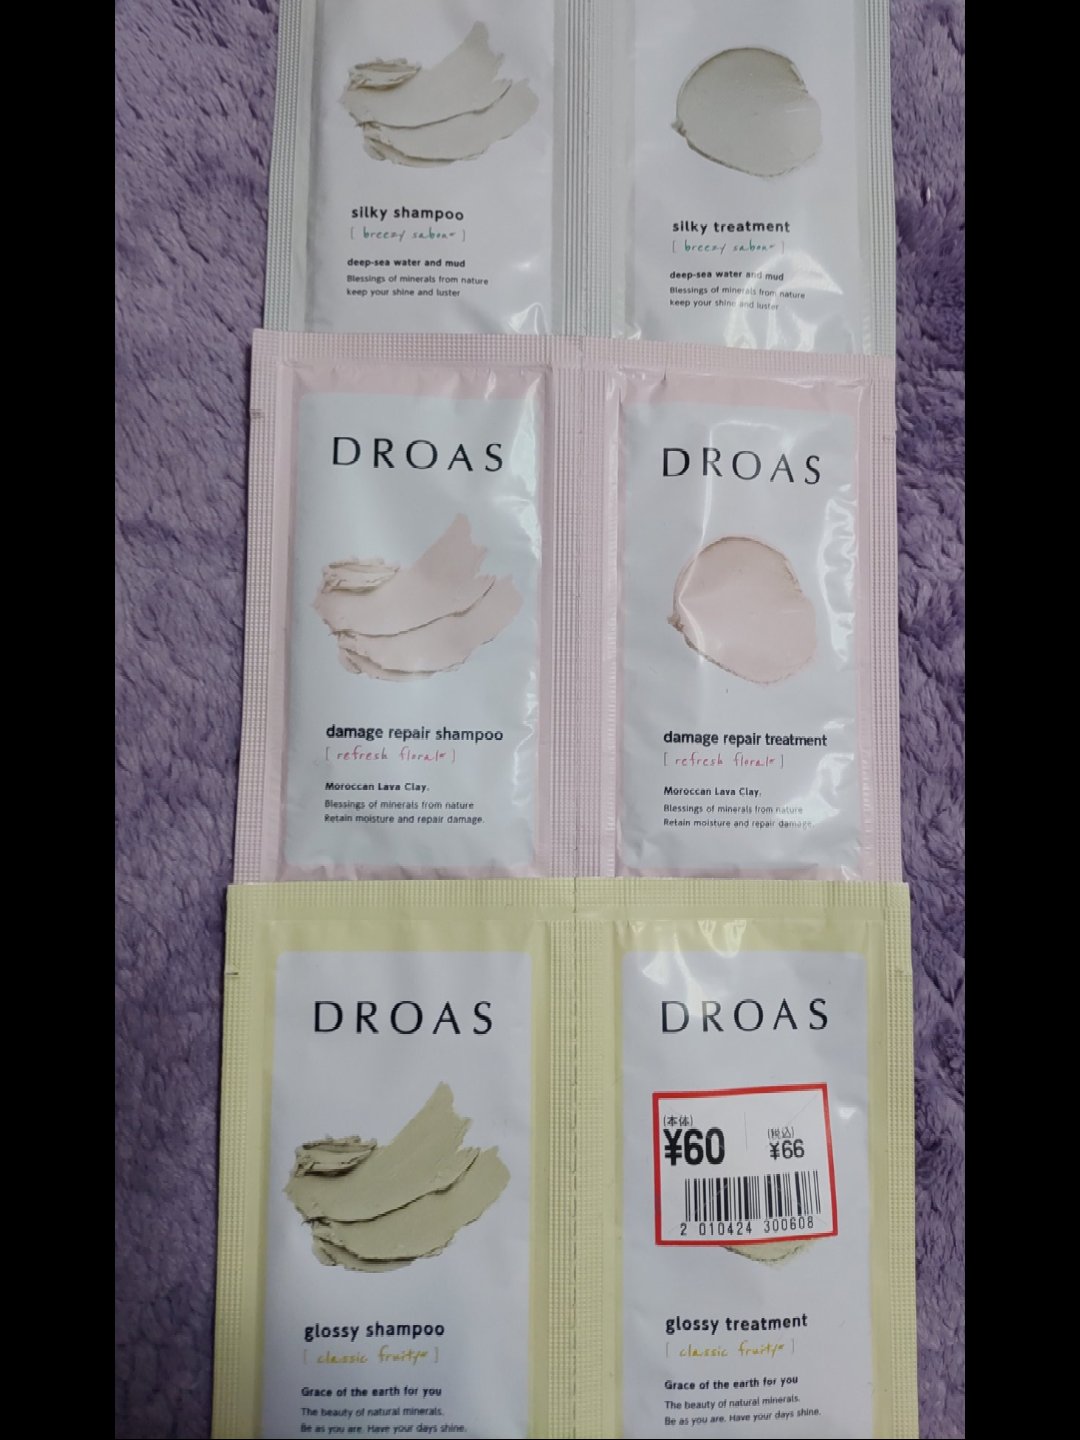 silky shampoo
[ breezy sabon ]
deep-sea water and mud
Blessings of minerals from nature
keep your shine and luster
silky treatment
[ breezy sabon ]
deep-sea water and mud
Blessings of minerals from nature
keep your shine and luster
DROAS
damage repair shampoo
[ refresh floral ]
Moroccan Lava Clay.
Blessings of minerals from nature
Retain moisture and repair damage.
DROAS
damage repair treatment
[ refresh floral ]
Moroccan Lava Clay.
Blessings of minerals from nature
Retain moisture and repair damage.
DROAS
glossy shampoo
[ classic fruity ]
Grace of the earth for you
The beauty of natural minerals.
Be as you are. Have your days shine.
DROAS
(本体)
¥60
(税込)
¥66
2 010424 300608
glossy treatment
[ classic fruity ]
Grace of the earth for you
The beauty of natural minerals.
Be as you are. Have your days shine.